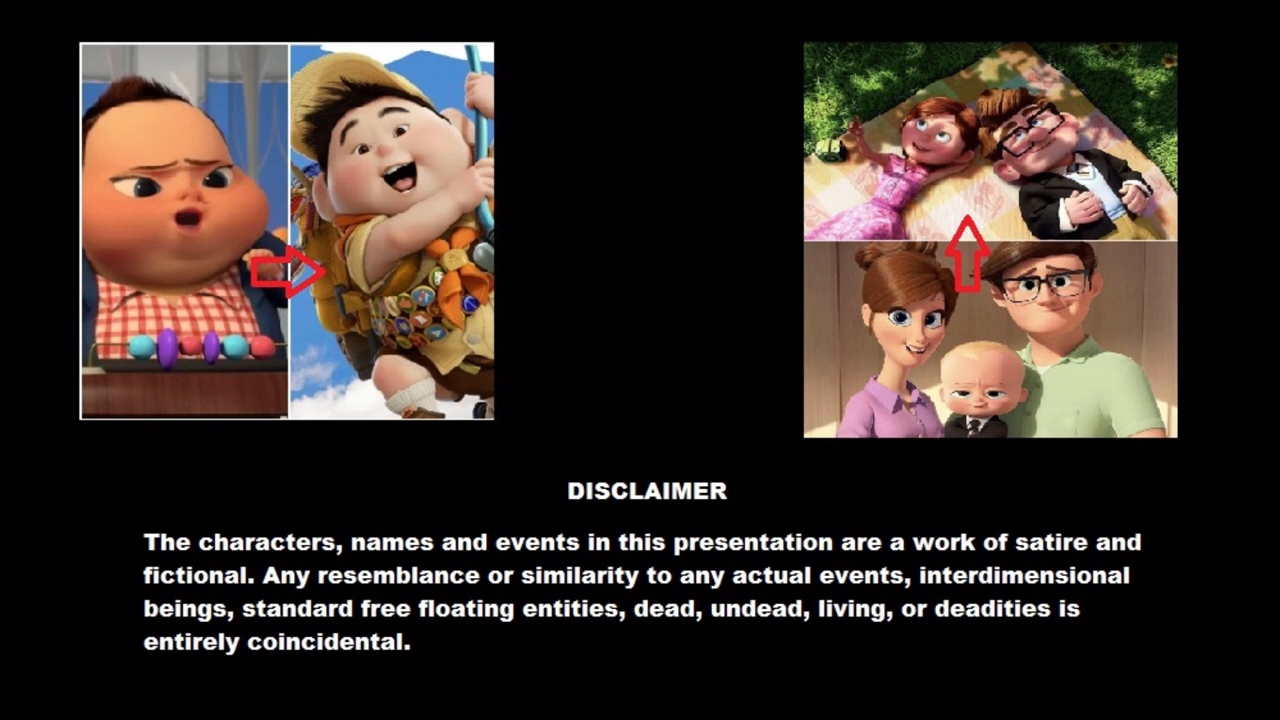 DISCLAIMER
The characters, names and events in this presentation are a work of satire and
fictional. Any resemblance or similarity to any actual events, interdimensional
beings, standard free floating entities, dead, undead, living, or deadities is
entirely coincidental.